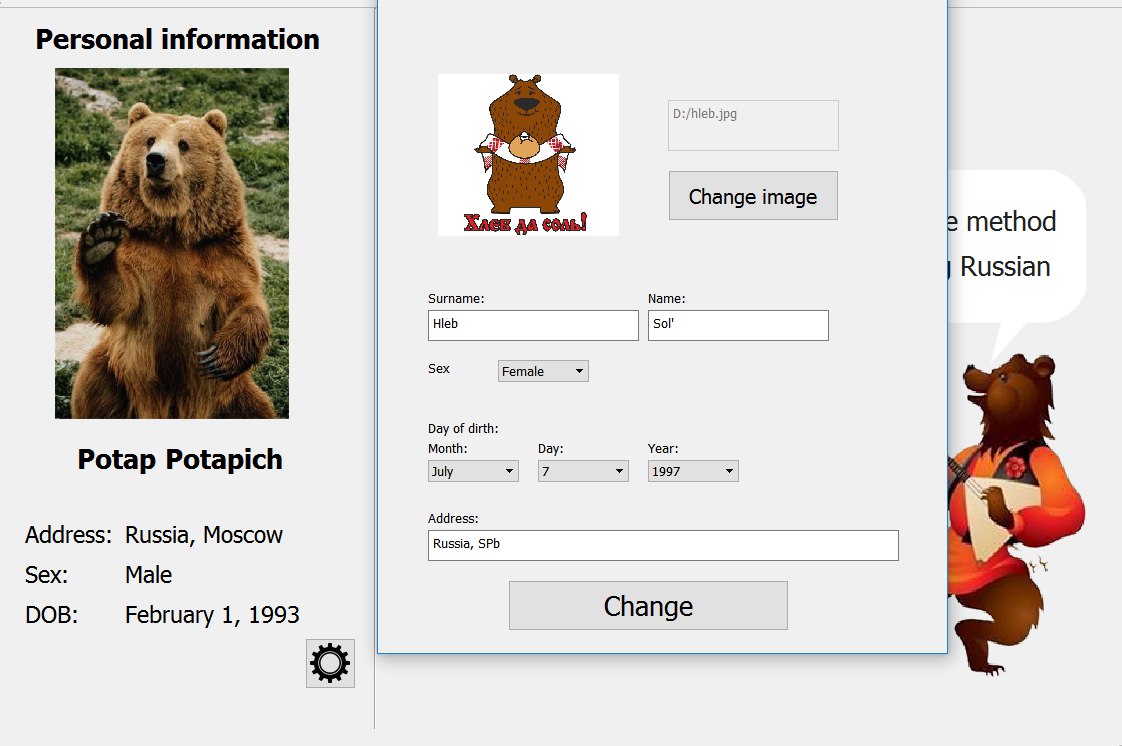 Personal information
Potap Potapich
Address: Russia, Moscow
Sex: Male
DOB: February 1, 1993
Хлеб да соль!
D:/hleb.jpg
Change image
Surname: Name:
Hleb Sol'
Sex Female
Day of dirth:
Month: Day: Year:
July 7 1997
Address:
Russia, SPb
Change
method
Russian